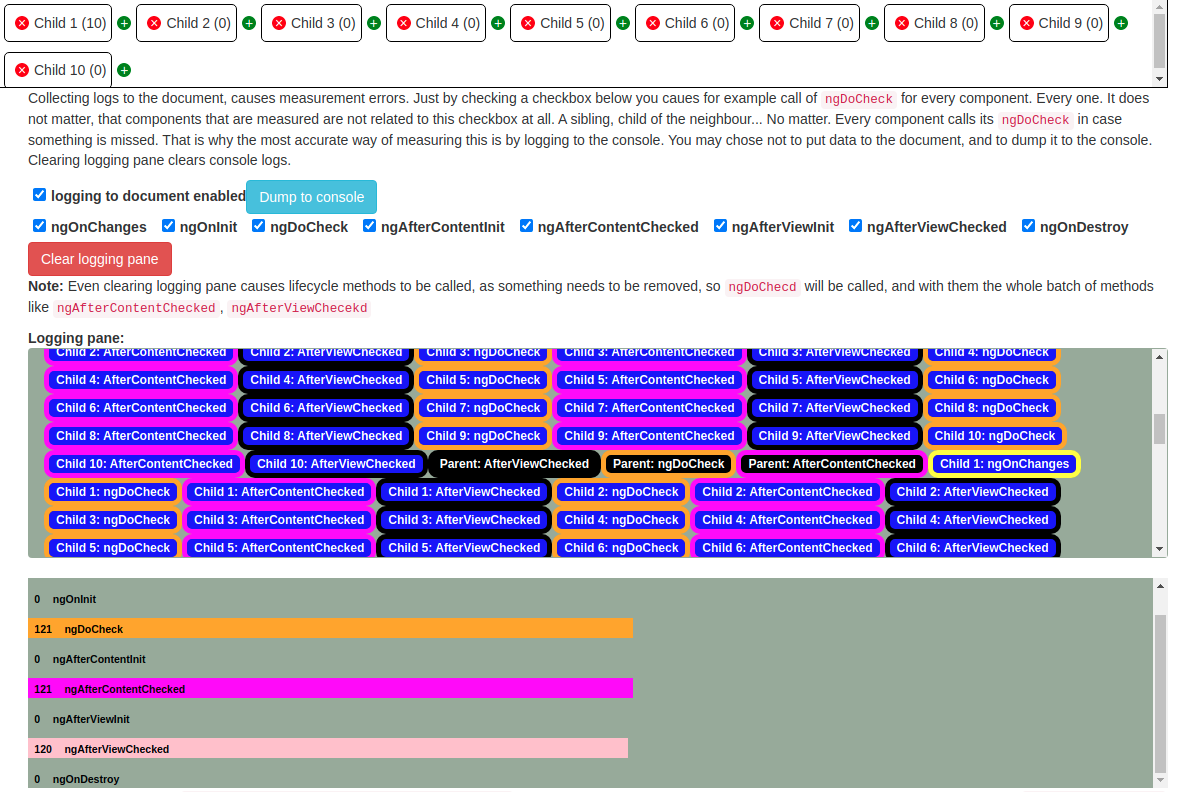 Child 1 (10) Child 2 (0) Child 3 (0) Child 4 (0) Child 5 (0) Child 6 (0) Child 7 (0) Child 8 (0) Child 9 (0)
Child 10 (0)
Collecting logs to the document, causes measurement errors. Just by checking a checkbox below you caues for example call of ngDoCheck for every component. Every one. It does
not matter, that components that are measured are not related to this checkbox at all. A sibling, child of the neighbour... No matter. Every component calls its ngDoCheck in case
something is missed. That is why the most accurate way of measuring this is by logging to the console. You may chose not to put data to the document, and to dump it to the console.
Clearing logging pane clears console logs.
logging to document enabled Dump to console
ngOnChanges ngOnInit ngDoCheck ngAfterContentInit ngAfterContentChecked ngAfterViewInit ngAfterViewChecked ngOnDestroy
Clear logging pane
Note: Even clearing logging pane causes lifecycle methods to be called, as something needs to be removed, so ngDoChecd will be called, and with them the whole batch of methods
like ngAfterContentChecked , ngAfterViewChecekd
Logging pane:
Child 2: AfterContentChecked Child 2: AfterViewChecked Child 3: ngDoCheck Child 3: AfterContentChecked Child 3: AfterViewChecked Child 4: ngDoCheck
Child 4: AfterContentChecked Child 4: AfterViewChecked Child 5: ngDoCheck Child 5: AfterContentChecked Child 5: AfterViewChecked Child 6: ngDoCheck
Child 6: AfterContentChecked Child 6: AfterViewChecked Child 7: ngDoCheck Child 7: AfterContentChecked Child 7: AfterViewChecked Child 8: ngDoCheck
Child 8: AfterContentChecked Child 8: AfterViewChecked Child 9: ngDoCheck Child 9: AfterContentChecked Child 9: AfterViewChecked Child 10: ngDoCheck
Child 10: AfterContentChecked Child 10: AfterViewChecked Parent: AfterViewChecked Parent: ngDoCheck Parent: AfterContentChecked Child 1: ngOnChanges
Child 1: ngDoCheck Child 1: AfterContentChecked Child 1: AfterViewChecked Child 2: ngDoCheck Child 2: AfterContentChecked Child 2: AfterViewChecked
Child 3: ngDoCheck Child 3: AfterContentChecked Child 3: AfterViewChecked Child 4: ngDoCheck Child 4: AfterContentChecked Child 4: AfterViewChecked
Child 5: ngDoCheck Child 5: AfterContentChecked Child 5: AfterViewChecked Child 6: ngDoCheck Child 6: AfterContentChecked Child 6: AfterViewChecked
0 ngOnInit
121 ngDoCheck
0 ngAfterContentInit
121 ngAfterContentChecked
0 ngAfterViewInit
120 ngAfterViewChecked
0 ngOnDestroy